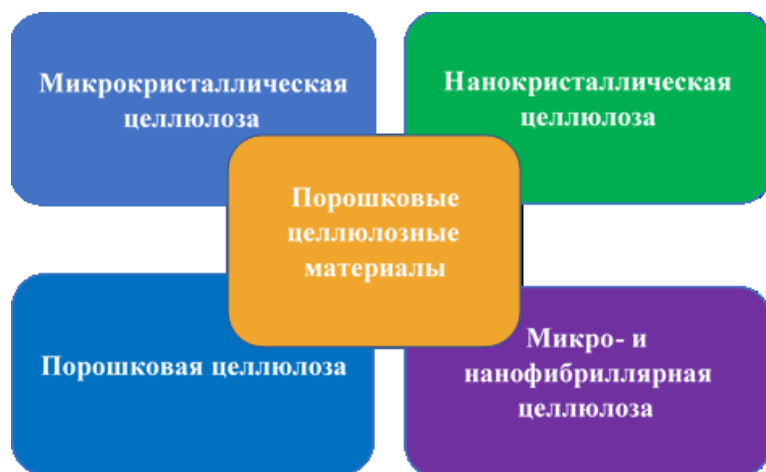 Микрокристаллическая
целлюлоза
Нанокристаллическая
целлюлоза
Порошковые
целлюлозные
материалы
Порошковая целлюлоза
Микро- и
нанофибриллярная
целлюлоза